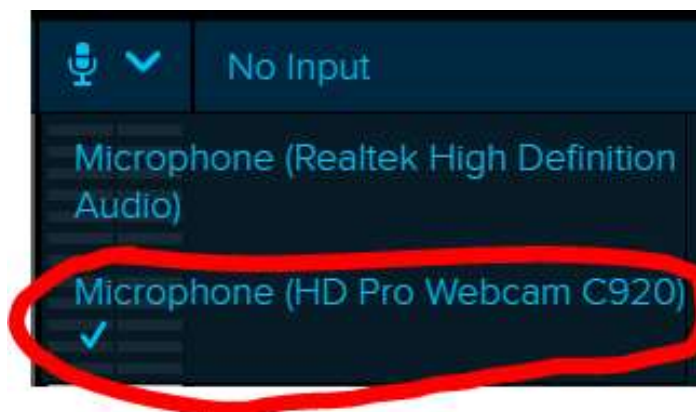 No Input
Microphone (Realtek High Definition
Audio)
Microphone (HD Pro Webcam C920)